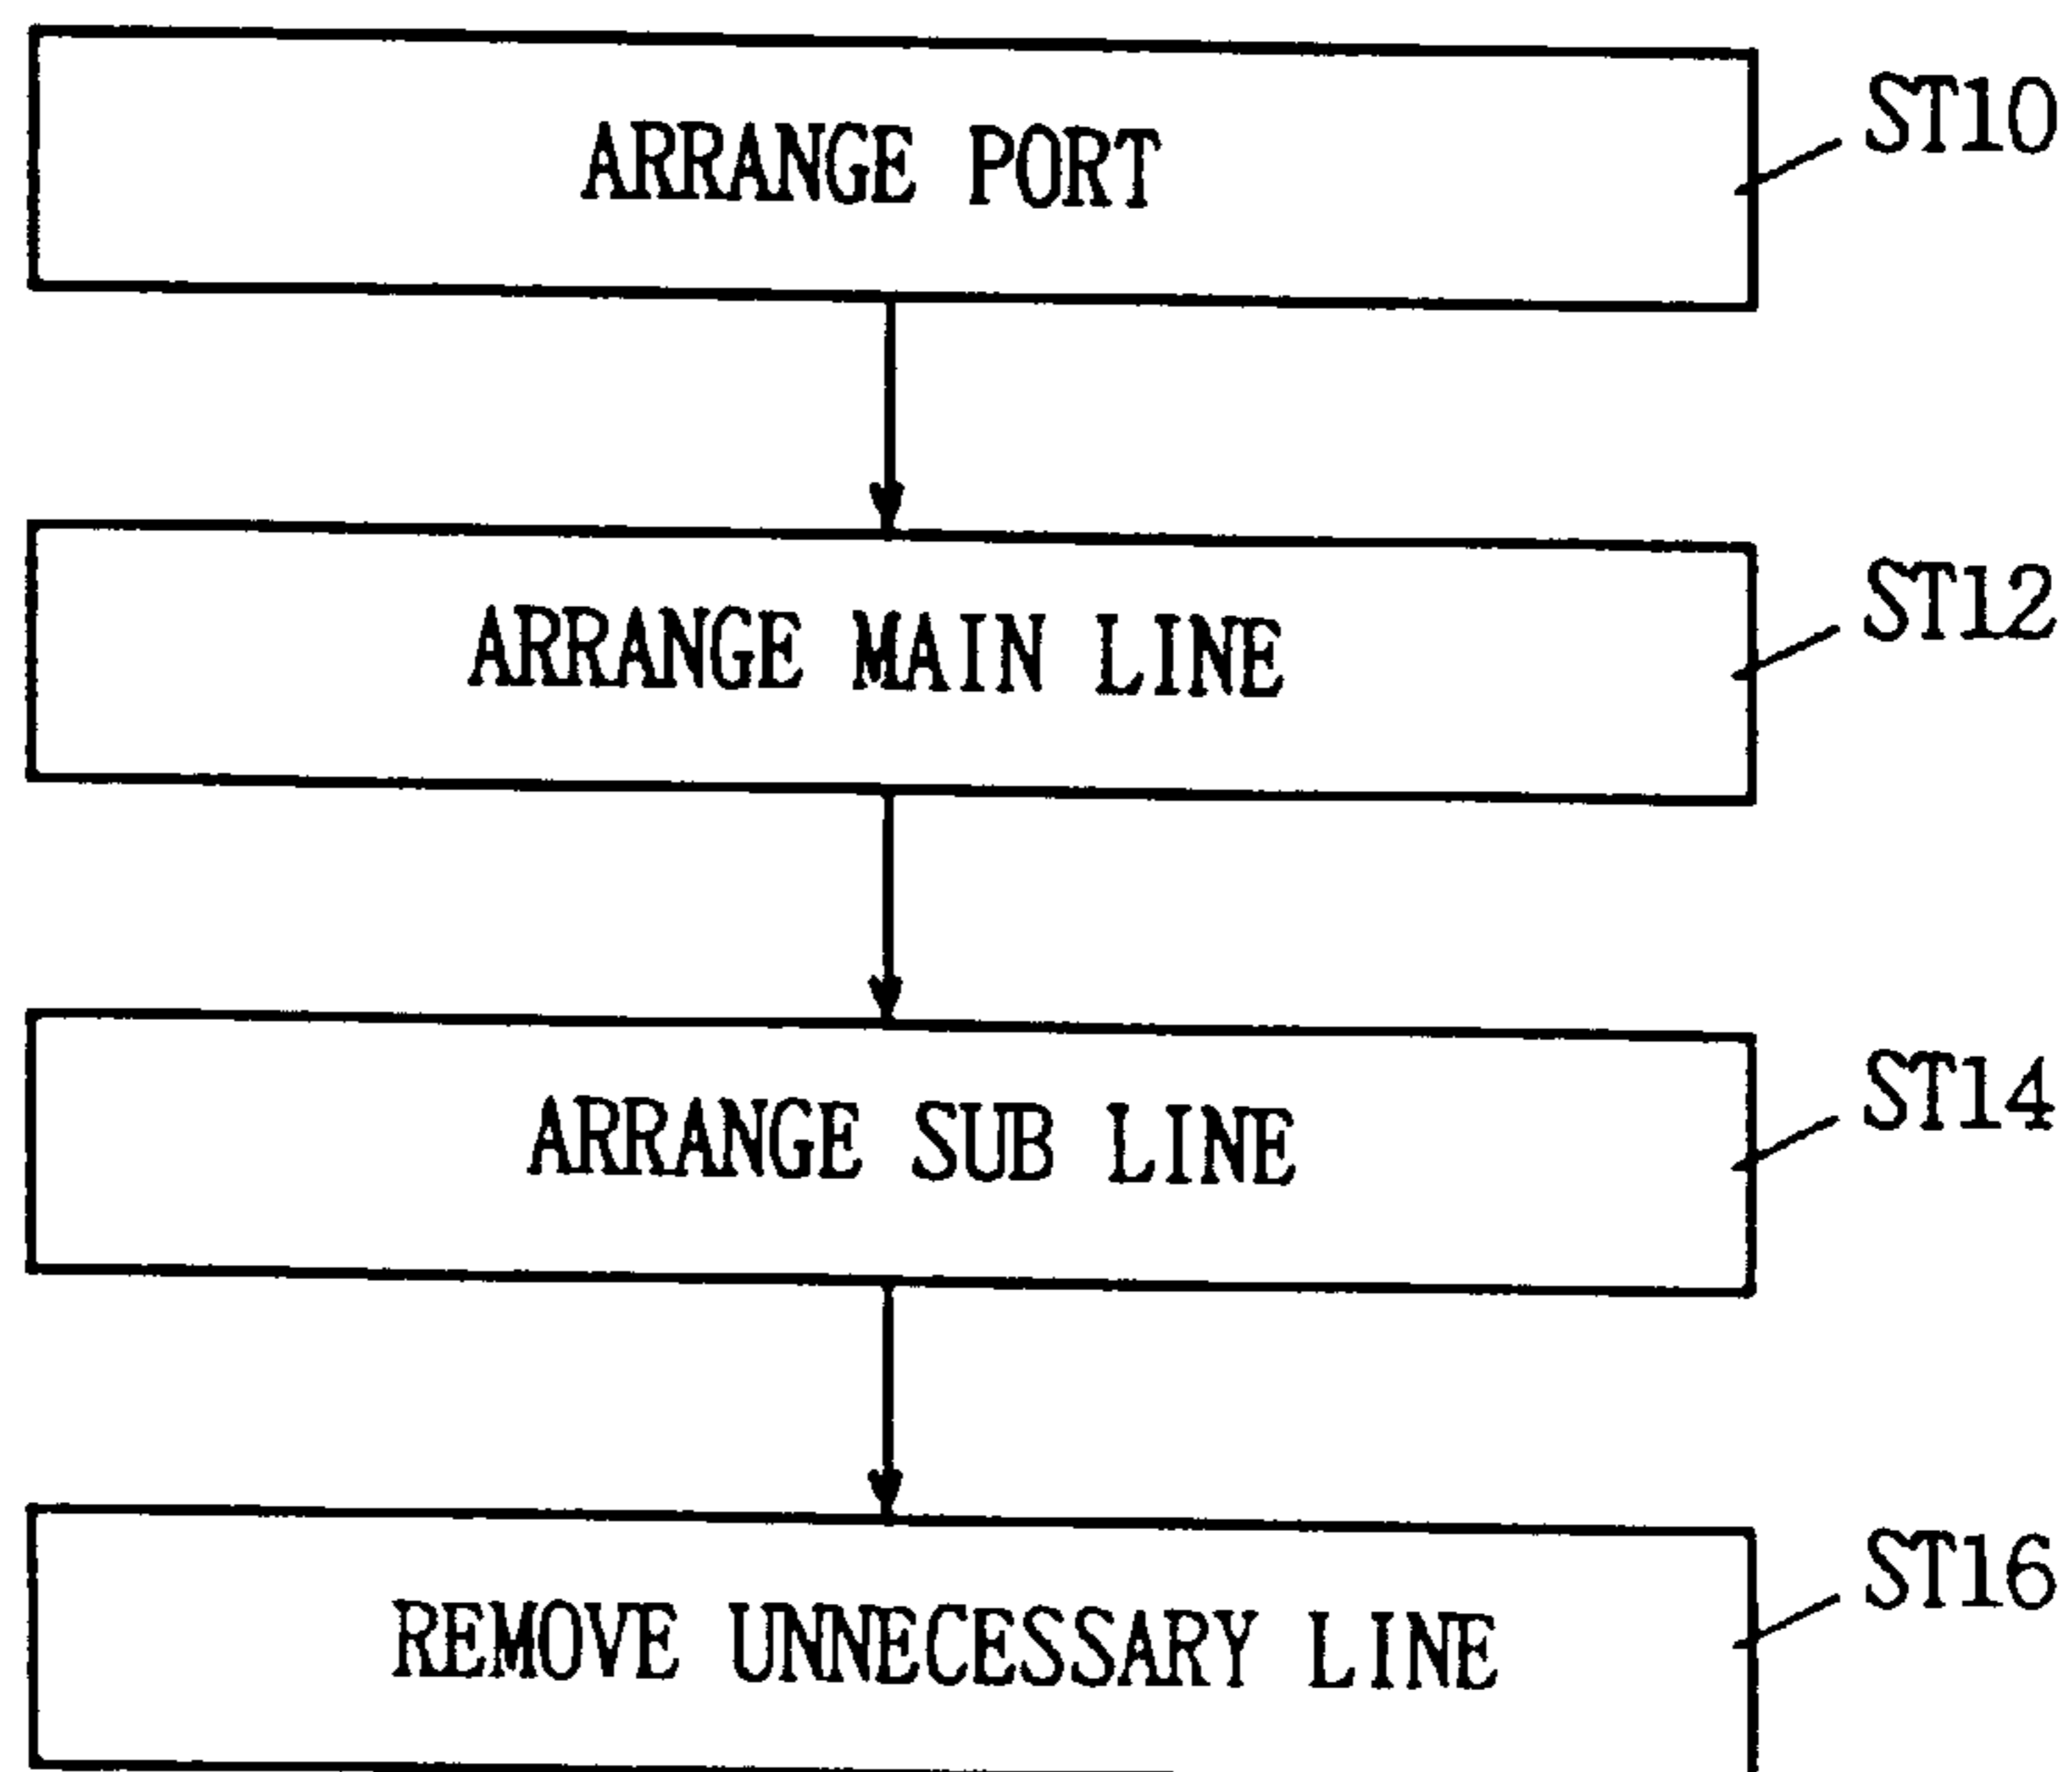 ARRANGE PORT
ST10
ARRANGE MAIN LINE
ST12
ARRANGE SUB LINE
ST14
REMOVE UNNECESSARY LINE
ST16